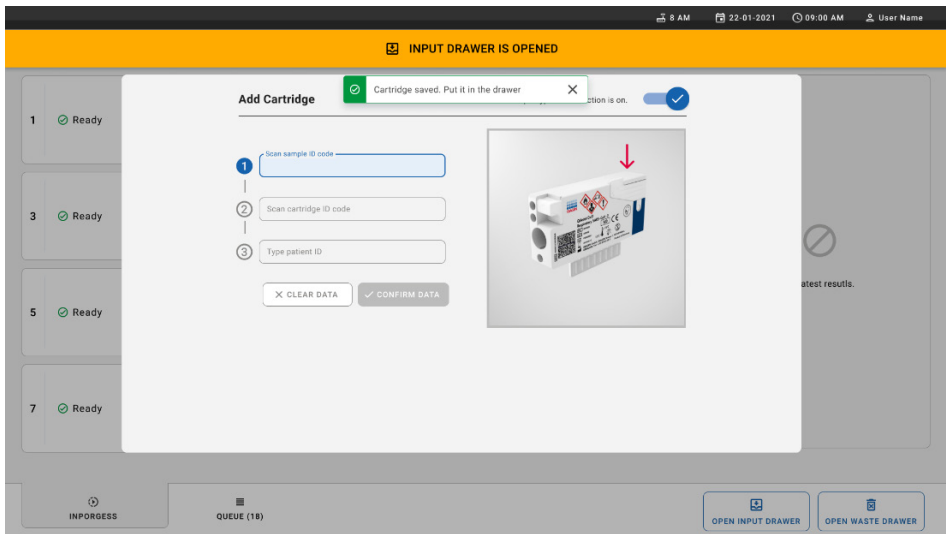 8 AM 22-01-2021 09:00 AM User Name
INPUT DRAWER IS OPENED
Cartridge saved. Put it in the drawer
Add Cartridge
ction is on.
1 Ready
3 Ready
5 Ready
7 Ready
1 Scan sample ID code
2 Scan cartridge ID code
3 Type patient ID
CLEAR DATA CONFIRM DATA
atest resutls.
INPORGESS
QUEUE (18)
OPEN INPUT DRAWER
OPEN WASTE DRAWER